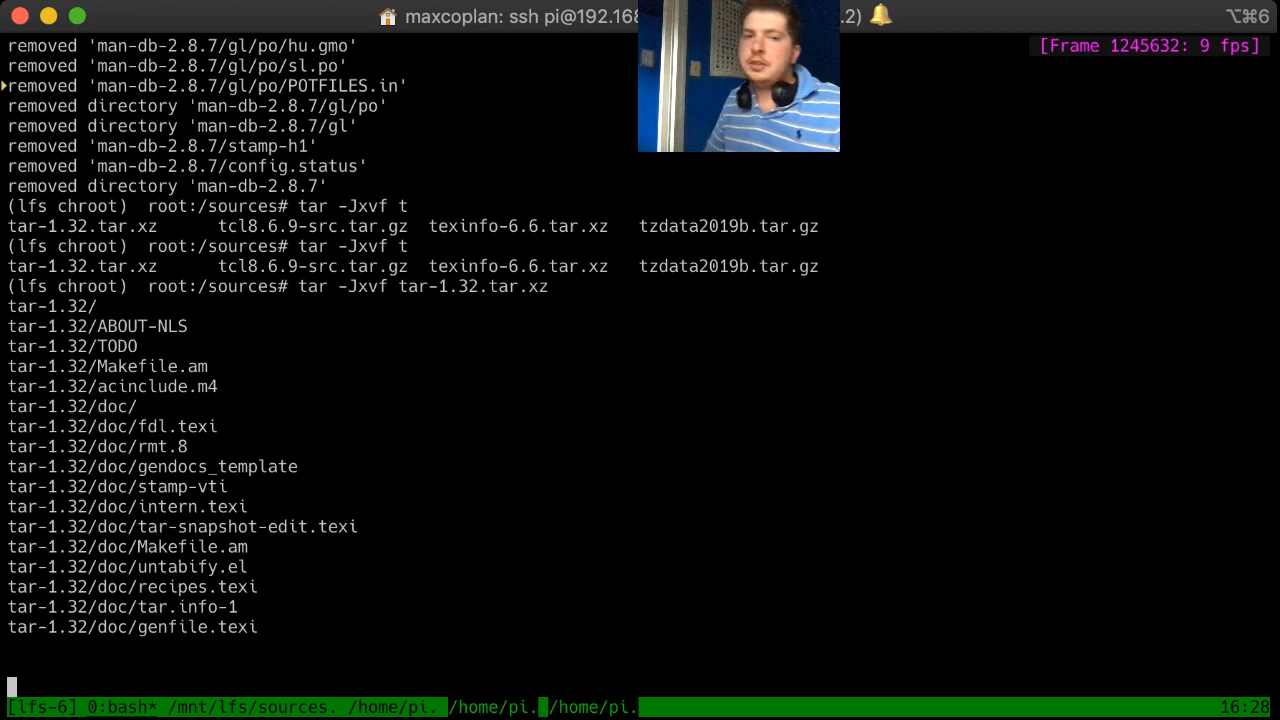 maxcoplan: ssh pi@192.168 .2)
⌥⌘6
removed 'man-db-2.8.7/gl/po/hu.gmo'
[Frame 1245632: 9 fps]
removed 'man-db-2.8.7/gl/po/sl.po'
removed 'man-db-2.8.7/gl/po/POTFILES.in'
removed directory 'man-db-2.8.7/gl/po'
removed directory 'man-db-2.8.7/gl'
removed 'man-db-2.8.7/stamp-h1'
removed 'man-db-2.8.7/config.status'
removed directory 'man-db-2.8.7'
(lfs chroot)  root:/sources# tar -Jxvf t
tar-1.32.tar.xz      tcl8.6.9-src.tar.gz  texinfo-6.6.tar.xz   tzdata2019b.tar.gz
(lfs chroot)  root:/sources# tar -Jxvf t
tar-1.32.tar.xz      tcl8.6.9-src.tar.gz  texinfo-6.6.tar.xz   tzdata2019b.tar.gz
(lfs chroot)  root:/sources# tar -Jxvf tar-1.32.tar.xz
tar-1.32/
tar-1.32/ABOUT-NLS
tar-1.32/TODO
tar-1.32/Makefile.am
tar-1.32/acinclude.m4
tar-1.32/doc/
tar-1.32/doc/fdl.texi
tar-1.32/doc/rmt.8
tar-1.32/doc/gendocs_template
tar-1.32/doc/stamp-vti
tar-1.32/doc/intern.texi
tar-1.32/doc/tar-snapshot-edit.texi
tar-1.32/doc/Makefile.am
tar-1.32/doc/untabify.el
tar-1.32/doc/recipes.texi
tar-1.32/doc/tar.info-1
tar-1.32/doc/genfile.texi
[lfs-6] 0:bash* /mnt/lfs/sources. /home/pi. /home/pi. /home/pi. 16:28